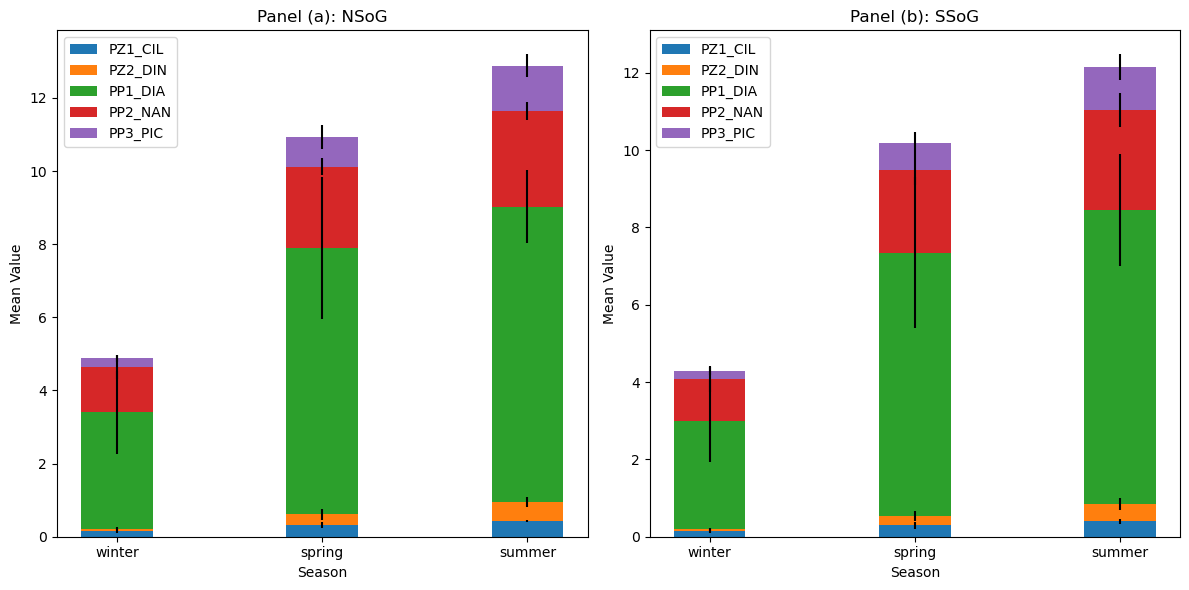 Panel (a): NSoG
PZ1_CIL
PZ2_DIN
PP1_DIA
PP2_NAN
PP3_PIC
12
10
8
6
4
2
0
Mean Value
winter
spring
summer
Season
Panel (b): SSoG
PZ1_CIL
PZ2_DIN
PP1_DIA
PP2_NAN
PP3_PIC
12
10
8
6
4
2
0
Mean Value
winter
spring
summer
Season